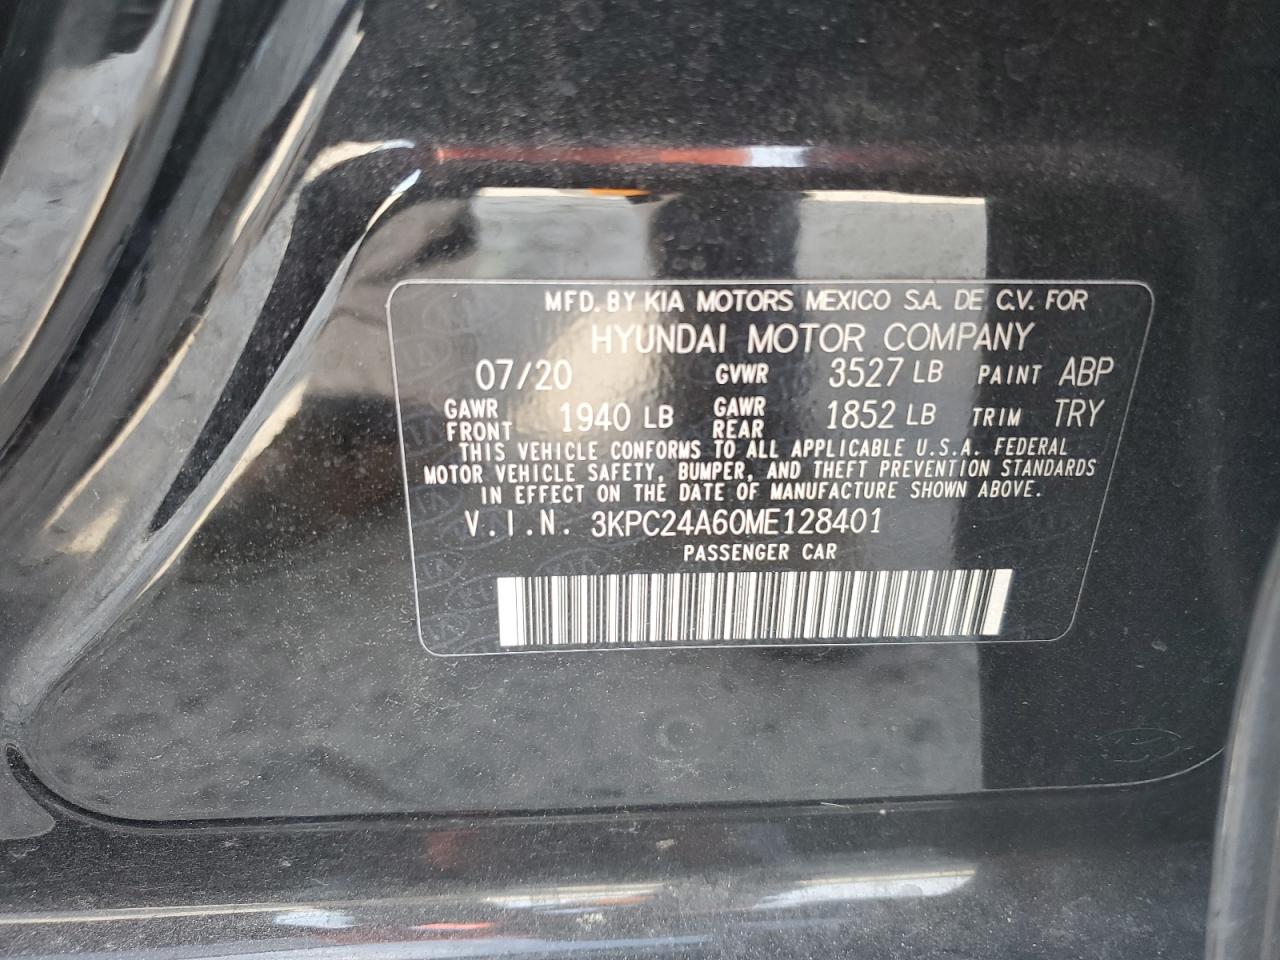 MFD. BY KIA MOTORS MEXICO S.A. DE C.V. FOR
HYUNDAI MOTOR COMPANY
07/20 GVWR 3527 LB PAINT ABP
GAWR FRONT 1940 LB GAWR REAR 1852 LB TRIM TRY
THIS VEHICLE CONFORMS TO ALL APPLICABLE U.S.A. FEDERAL
MOTOR VEHICLE SAFETY, BUMPER, AND THEFT PREVENTION STANDARDS
IN EFFECT ON THE DATE OF MANUFACTURE SHOWN ABOVE.
V.I.N. 3KPC24A60ME128401
PASSENGER CAR